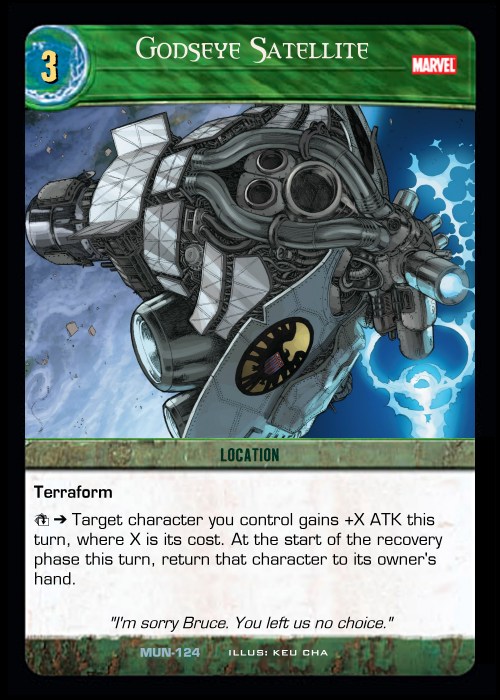 GODSEYE SATELLITE
3
MARVEL
LOCATION
Terraform
➔ Target character you control gains +X ATK this
turn, where X is its cost. At the start of the recovery
phase this turn, return that character to its owner's
hand.
"I'm sorry Bruce. You left us no choice."
MUN-124 ILLUS: KEU CHA